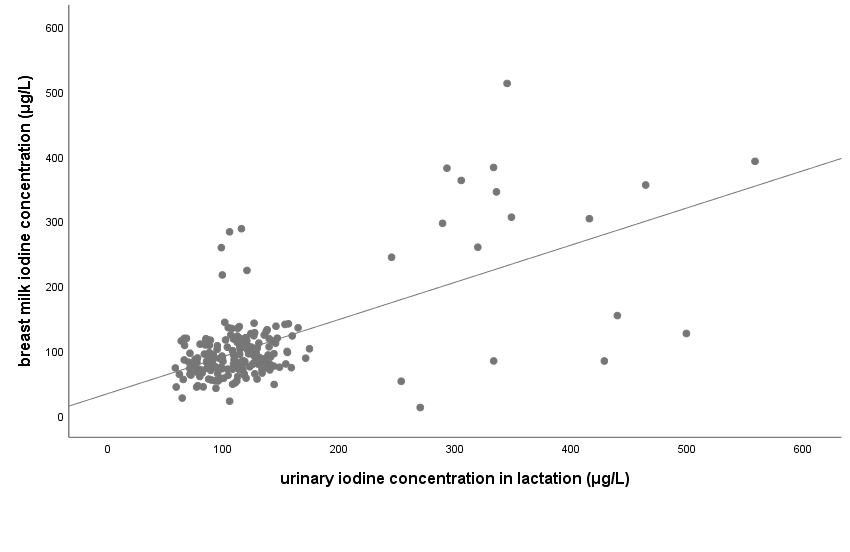 600
500
400
300
200
100
0
breast milk iodine concentration (µg/L)
0 100 200 300 400 500 600
urinary iodine concentration in lactation (µg/L)